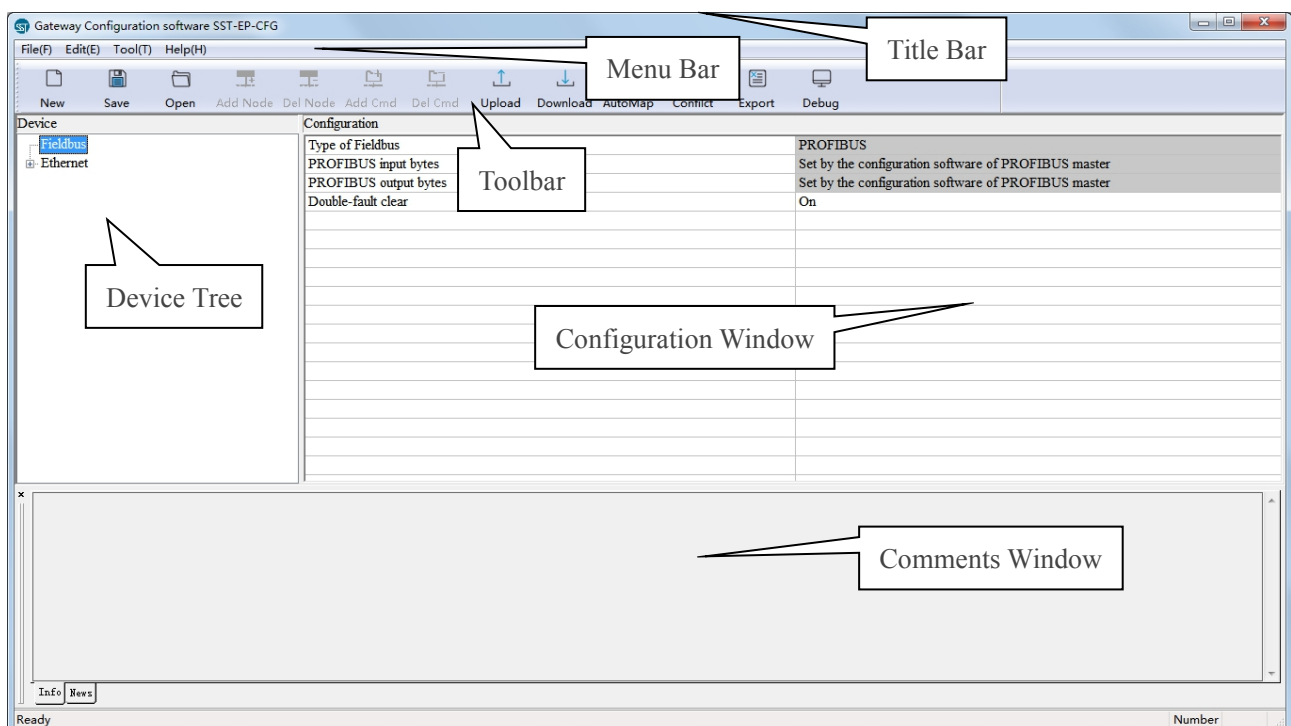 SST Gateway Configuration software SST-EP-CFG
Title Bar
File(F) Edit(E) Tool(T) Help(H)
Menu Bar
New Save Open Add Node Del Node Add Cmd Del Cmd Upload Download AutoMap Conflict Export Debug
Device Configuration
Fieldbus
Ethernet
Type of Fieldbus PROFIBUS
PROFIBUS input bytes Set by the configuration software of PROFIBUS master
PROFIBUS output bytes Set by the configuration software of PROFIBUS master
Double-fault clear On
Toolbar
Device Tree
Configuration Window
Comments Window
Info News
Ready Number